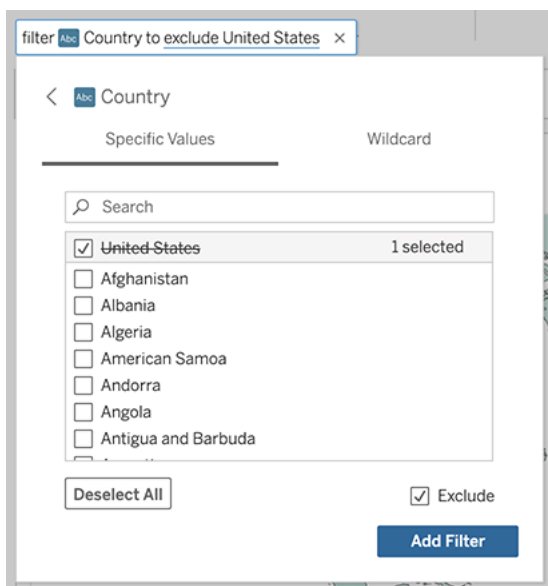 filter Abc Country to exclude United States ×
Abc Country
Specific Values Wildcard
Search
United States 1 selected
Afghanistan
Albania
Algeria
American Samoa
Andorra
Angola
Antigua and Barbuda
Deselect All Exclude
Add Filter